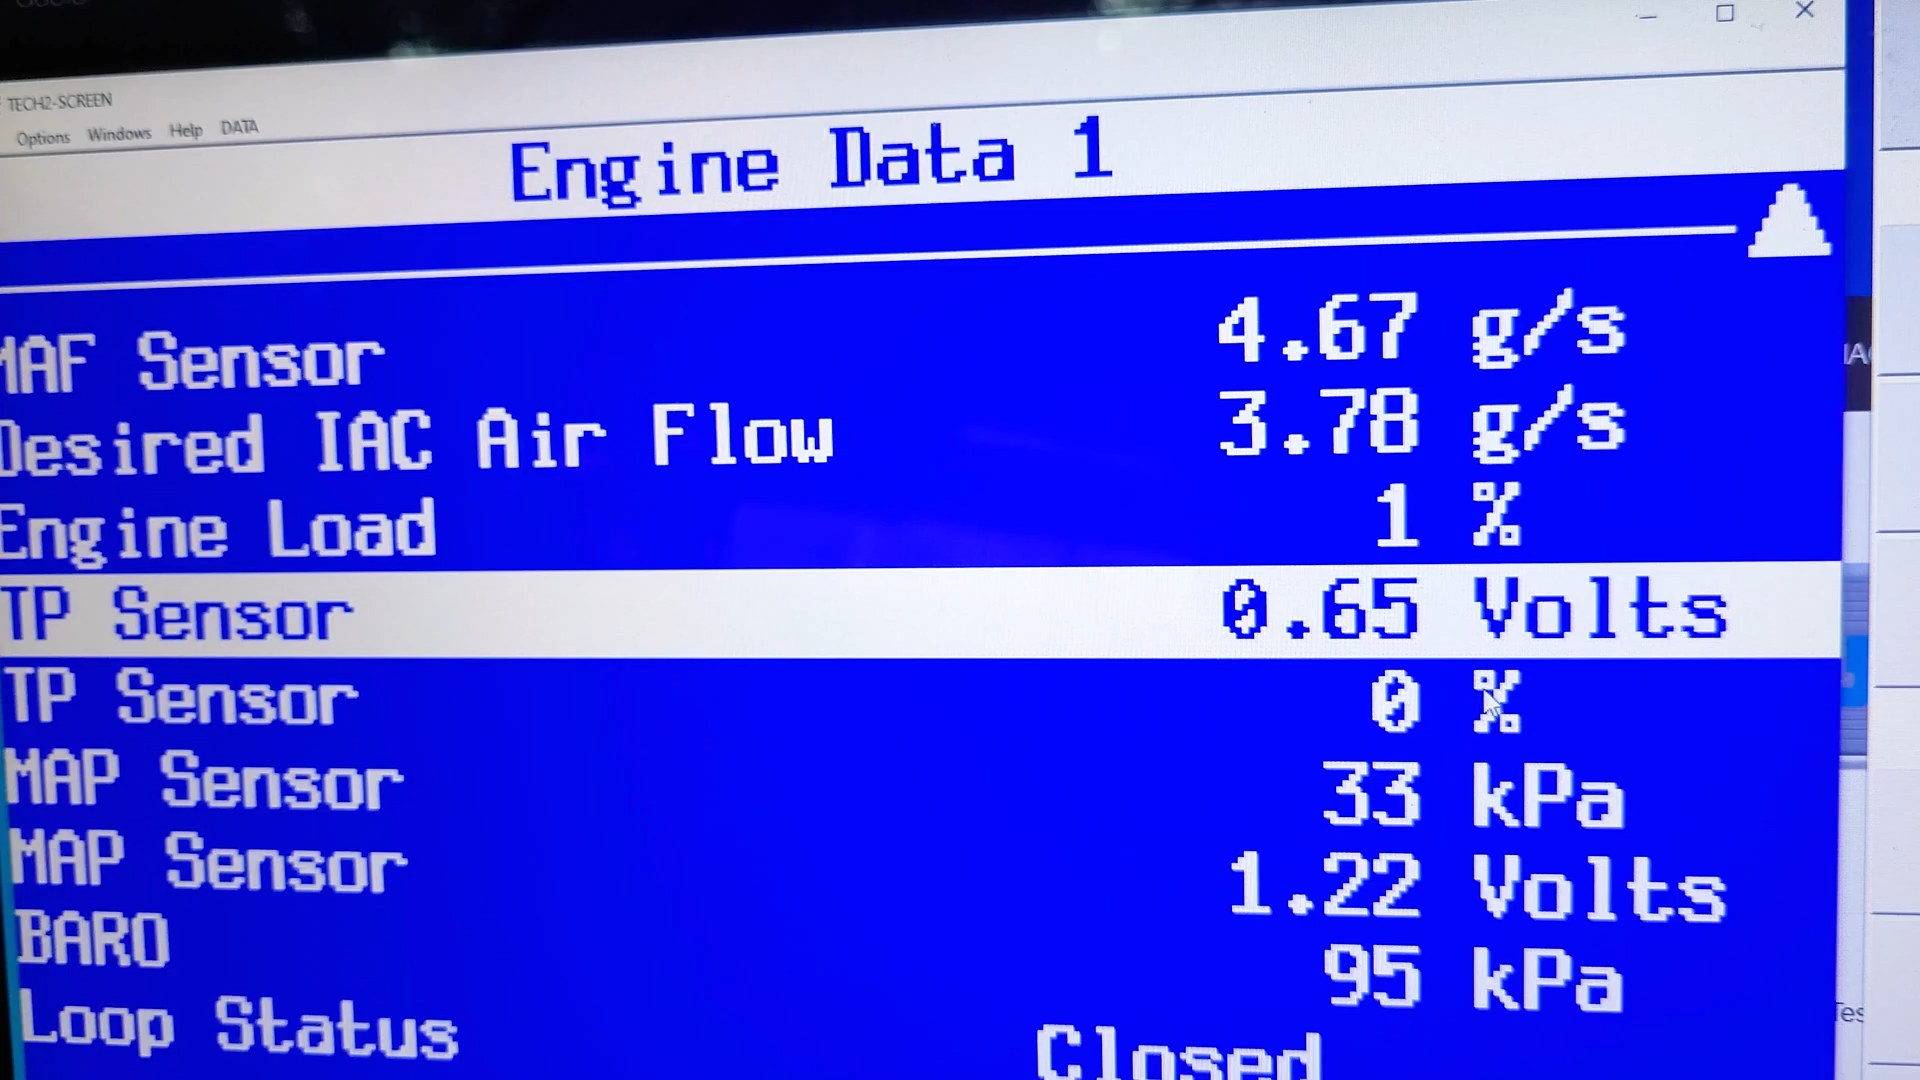 TECH2-SCREEN
Options Windows Help DATA
Engine Data 1
MAF Sensor 4.67 g/s
Desired IAC Air Flow 3.78 g/s
Engine Load 1 %
TP Sensor 0.65 Volts
TP Sensor 0 %
MAP Sensor 33 kPa
MAP Sensor 1.22 Volts
BARO 95 kPa
Loop Status Closed